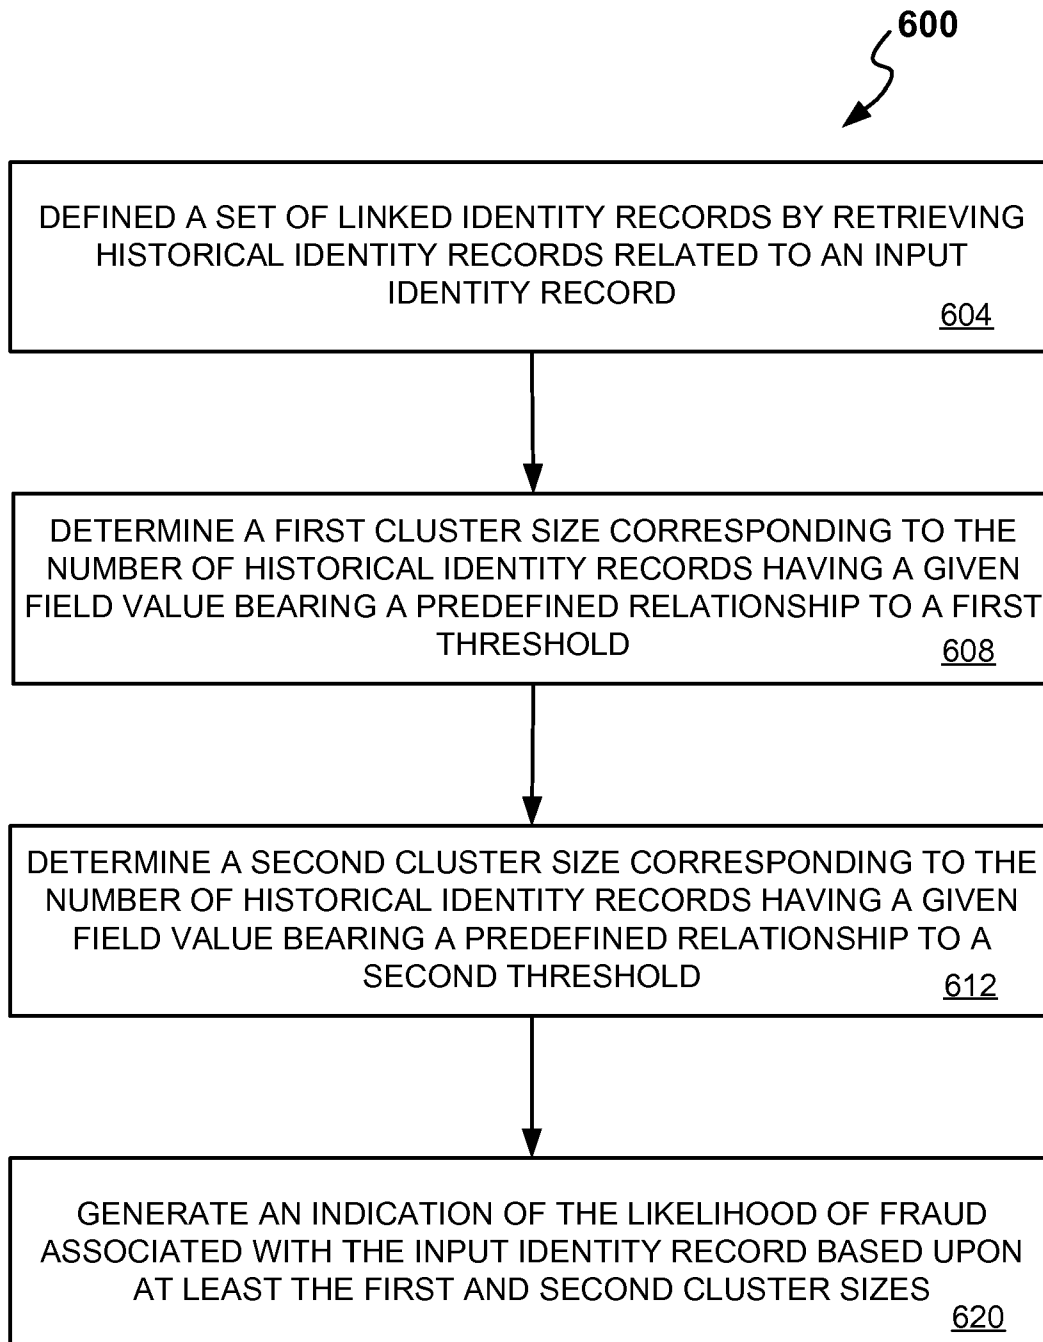 600
DEFINED A SET OF LINKED IDENTITY RECORDS BY RETRIEVING
HISTORICAL IDENTITY RECORDS RELATED TO AN INPUT
IDENTITY RECORD
604
DETERMINE A FIRST CLUSTER SIZE CORRESPONDING TO THE
NUMBER OF HISTORICAL IDENTITY RECORDS HAVING A GIVEN
FIELD VALUE BEARING A PREDEFINED RELATIONSHIP TO A FIRST
THRESHOLD
608
DETERMINE A SECOND CLUSTER SIZE CORRESPONDING TO THE
NUMBER OF HISTORICAL IDENTITY RECORDS HAVING A GIVEN
FIELD VALUE BEARING A PREDEFINED RELATIONSHIP TO A
SECOND THRESHOLD
612
GENERATE AN INDICATION OF THE LIKELIHOOD OF FRAUD
ASSOCIATED WITH THE INPUT IDENTITY RECORD BASED UPON
AT LEAST THE FIRST AND SECOND CLUSTER SIZES
620